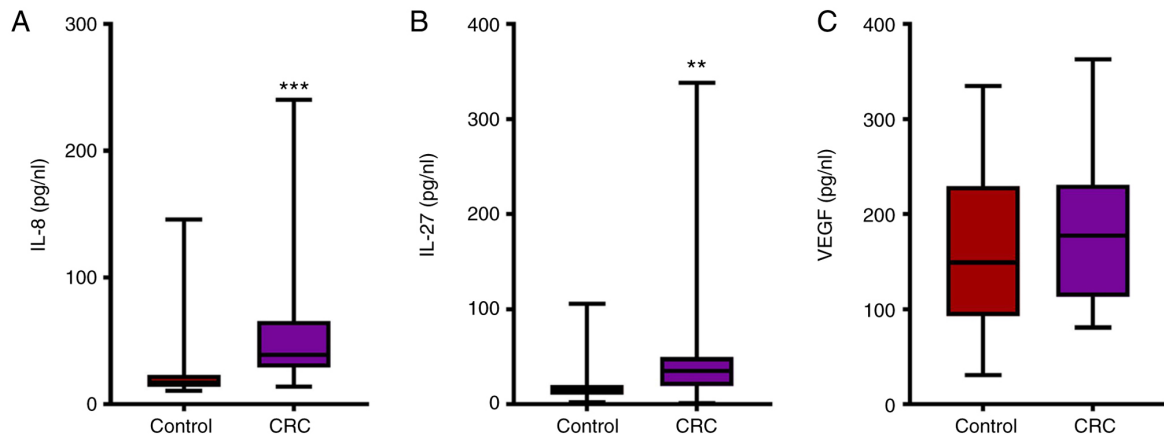 A
IL-8 (pg/nl)
300
200
100
0
***
Control
CRC
B
IL-27 (pg/nl)
400
300
200
100
0
**
Control
CRC
C
VEGF (pg/nl)
400
300
200
100
0
Control
CRC